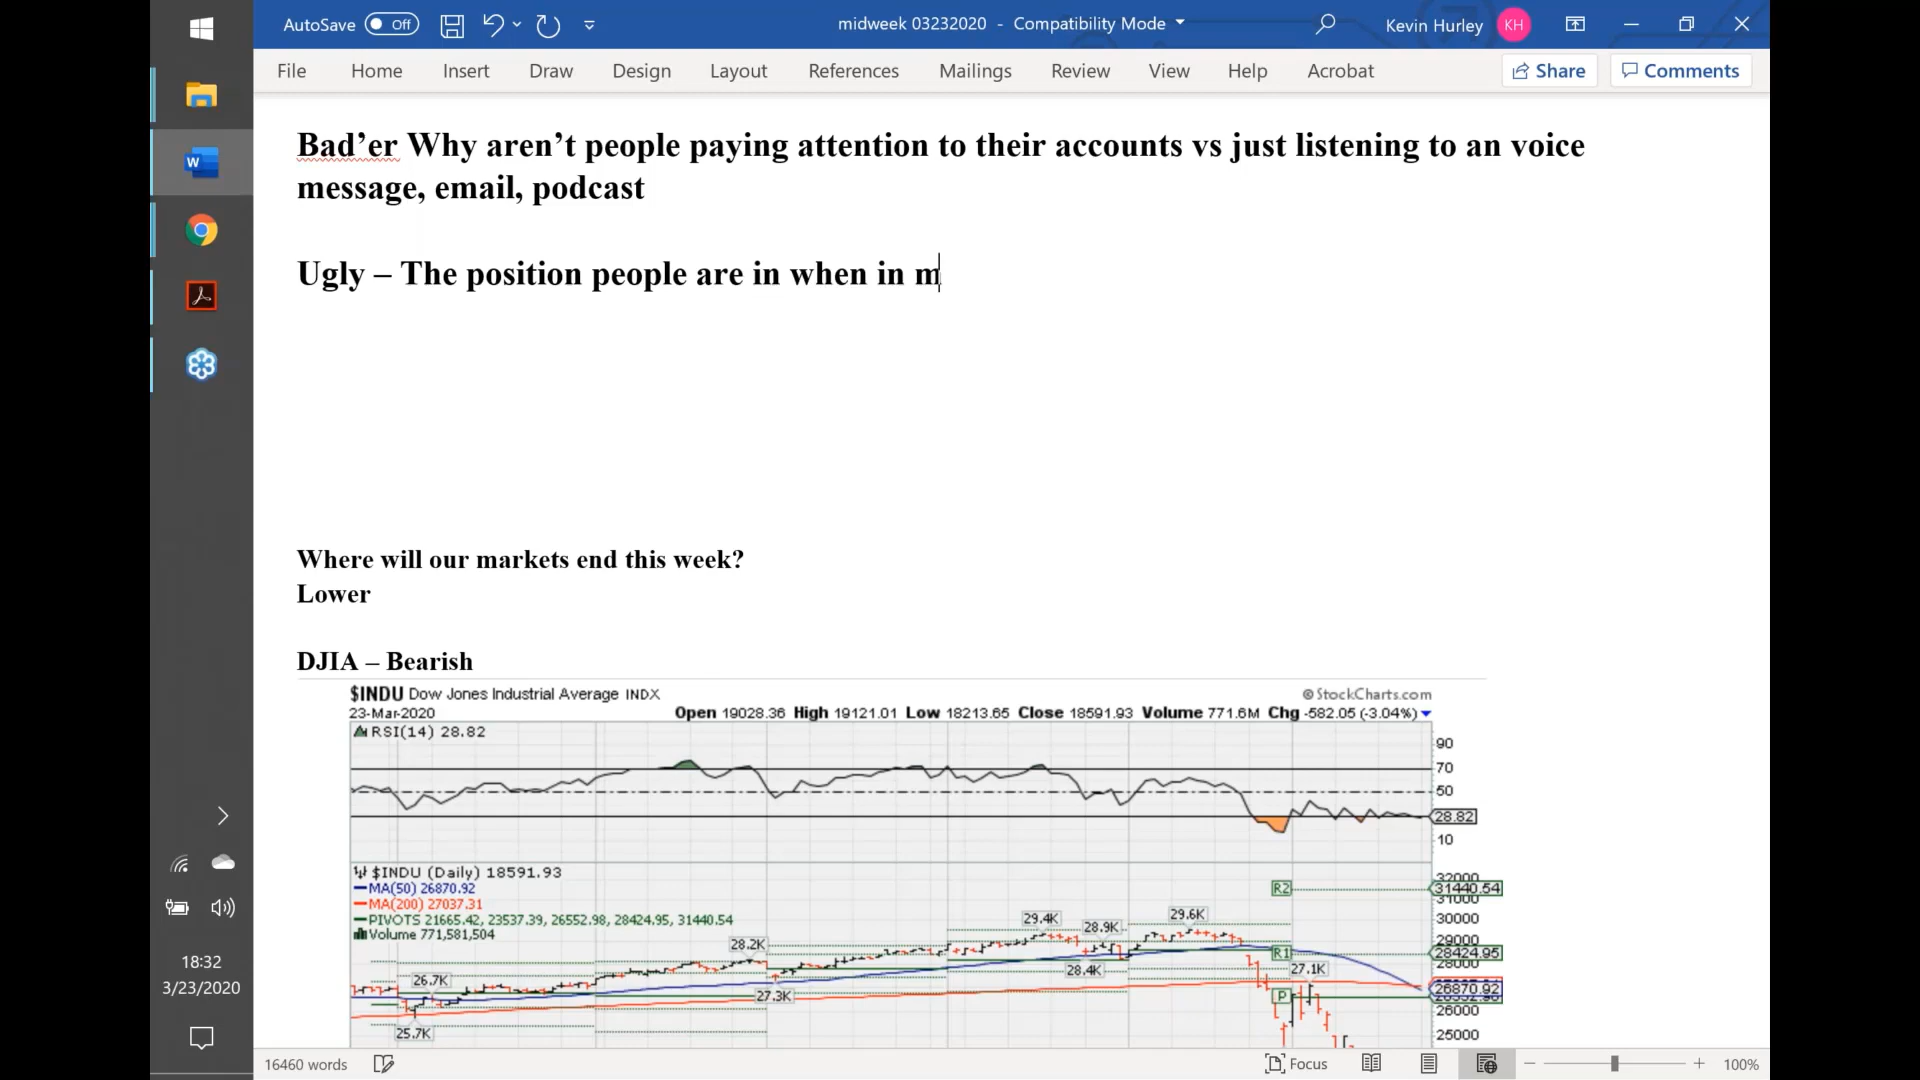 AutoSave Off
midweek 03232020 - Compatibility Mode
Kevin Hurley KH
File Home Insert Draw Design Layout References Mailings Review View Help Acrobat Share Comments
Bad’er Why aren’t people paying attention to their accounts vs just listening to an voice
message, email, podcast
Ugly – The position people are in when in m
Where will our markets end this week?
Lower
DJIA – Bearish
$INDU Dow Jones Industrial Average INDX
© StockCharts.com
23-Mar-2020
Open 19028.36 High 19121.01 Low 18213.65 Close 18591.93 Volume 771.6M Chg -582.05 (-3.04%)
RSI(14) 28.82
90
70
50
28.82
10
$INDU (Daily) 18591.93
MA(50) 26870.92
MA(200) 27037.31
PIVOTS 21665.42, 23537.39, 26552.98, 28424.95, 31440.54
Volume 771,581,504
32000
R2
31440.54
31000
30000
29.4K
29.6K
28.9K
29000
28.2K
R1
28424.95
28000
28.4K
27.1K
26.7K
27.3K
P
26870.92
26000
25.7K
25000
18:32
3/23/2020
16460 words
Focus
100%